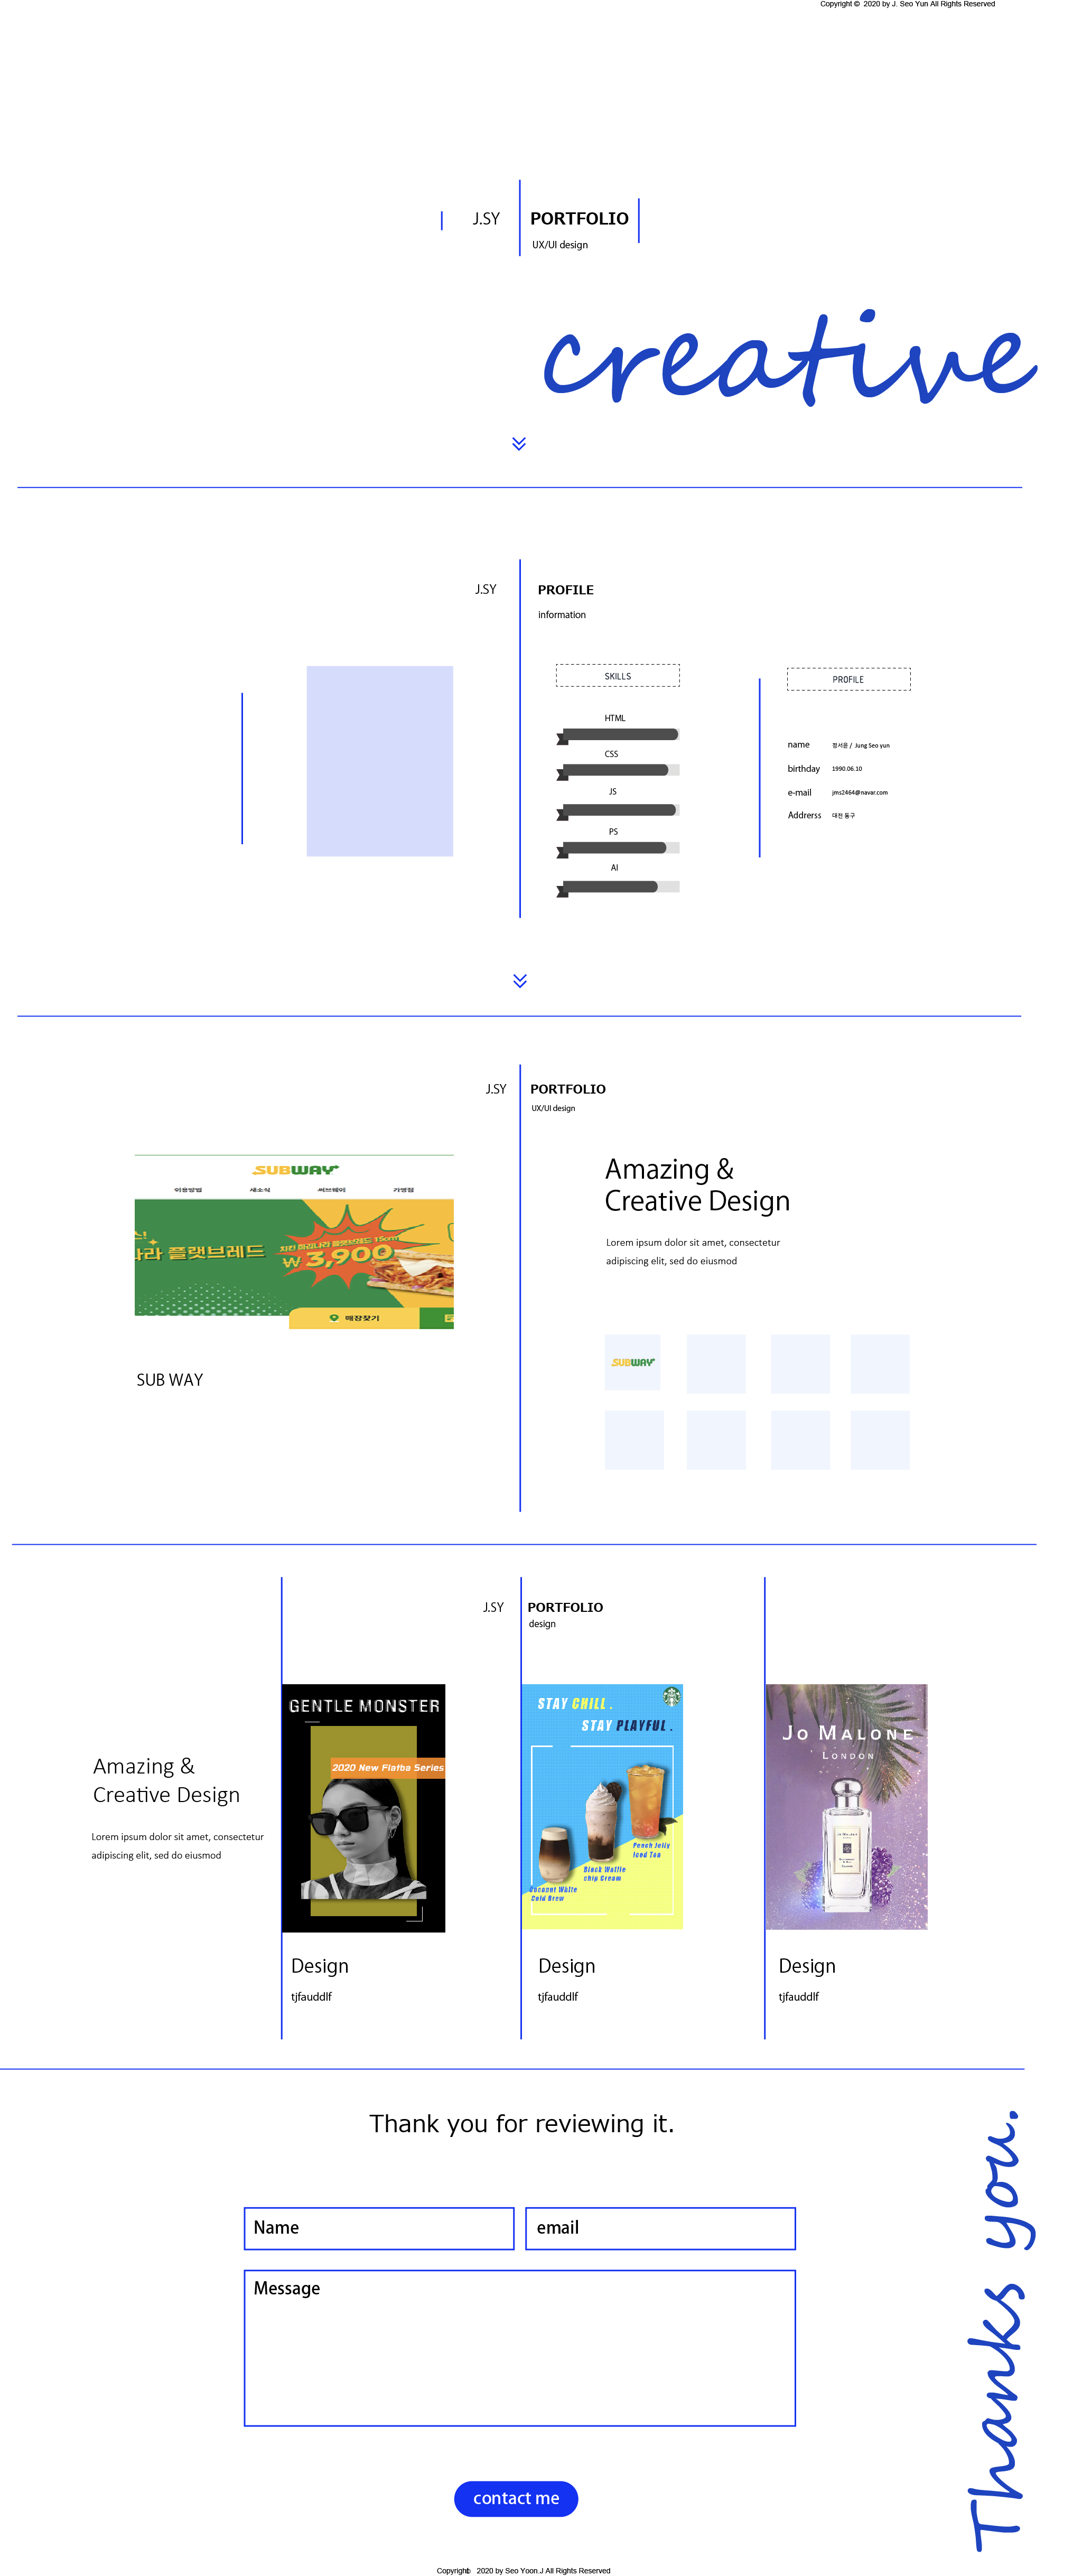 Copyright © 2020 by J. Seo Yun All Rights Reserved
J.SY
PORTFOLIO
UX/UI design
creative
J.SY
PROFILE
information
SKILLS
HTML
CSS
JS
PS
AI
PROFILE
name 정서윤 / Jung Seo yun
birthday 1990.06.10
e-mail jms2464@navar.com
Adderss 대전 동구
J.SY
PORTFOLIO
UX/UI design
SUBWAY
이용방법 새소식 써브웨이 가맹점
플랫브레드
15cm
₩3,900
매장찾기
SUB WAY
Amazing &
Creative Design
Lorem ipsum dolor sit amet, consectetur
adipiscing elit, sed do eiusmod
SUBWAY
J.SY
PORTFOLIO
design
Amazing &
Creative Design
Lorem ipsum dolor sit amet, consectetur
adipiscing elit, sed do eiusmod
GENTLE MONSTER
2020 New Flatba Series
Design
tjfauddlf
STAY CHILL .
STAY PLAYFUL .
Peach Jelly
Iced Tea
Black Waffle
chip Cream
Coconut White
Cold Brew
Design
tjfauddlf
JO MALONE
LONDON
JO MALONE
Design
tjfauddlf
Thank you for reviewing it.
Name
email
Message
contact me
Thanks you.
Copyright© 2020 by Seo Yoon.J All Rights Reserved